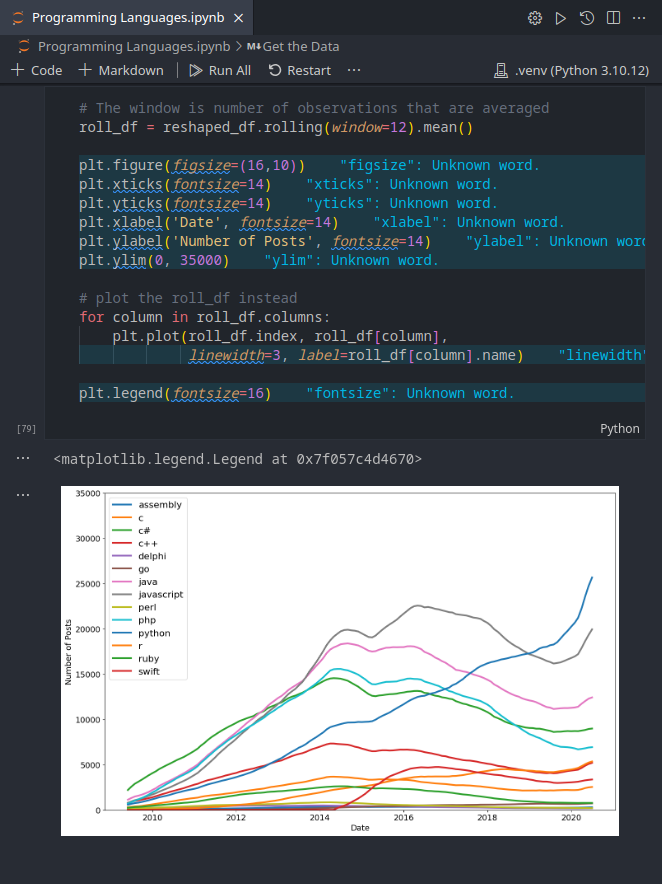 Programming Languages.ipynb ×
Programming Languages.ipynb > M↓Get the Data
+ Code + Markdown Run All Restart ··· .venv (Python 3.10.12)
# The window is number of observations that are averaged
roll_df = reshaped_df.rolling(window=12).mean()
plt.figure(figsize=(16,10)) "figsize": Unknown word.
plt.xticks(fontsize=14) "xticks": Unknown word.
plt.yticks(fontsize=14) "yticks": Unknown word.
plt.xlabel('Date', fontsize=14) "xlabel": Unknown word.
plt.ylabel('Number of Posts', fontsize=14) "ylabel": Unknown word
plt.ylim(0, 35000) "ylim": Unknown word.
# plot the roll_df instead
for column in roll_df.columns:
plt.plot(roll_df.index, roll_df[column],
linewidth=3, label=roll_df[column].name) "linewidth"
plt.legend(fontsize=16) "fontsize": Unknown word.
[79] Python
<matplotlib.legend.Legend at 0x7f057c4d4670>
35000
30000
25000
20000
15000
10000
5000
0
Number of Posts
assembly
c
c#
c++
delphi
go
java
javascript
perl
php
python
r
ruby
swift
2010 2012 2014 2016 2018 2020
Date